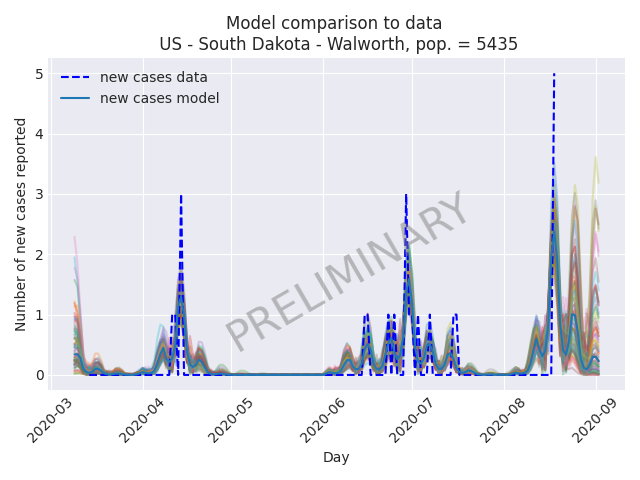 Model comparison to data
US - South Dakota - Walworth, pop. = 5435
Number of new cases reported
5
4
3
2
1
0
new cases data
new cases model
PRELIMINARY
2020-03
2020-04
2020-05
2020-06
2020-07
2020-08
2020-09
Day